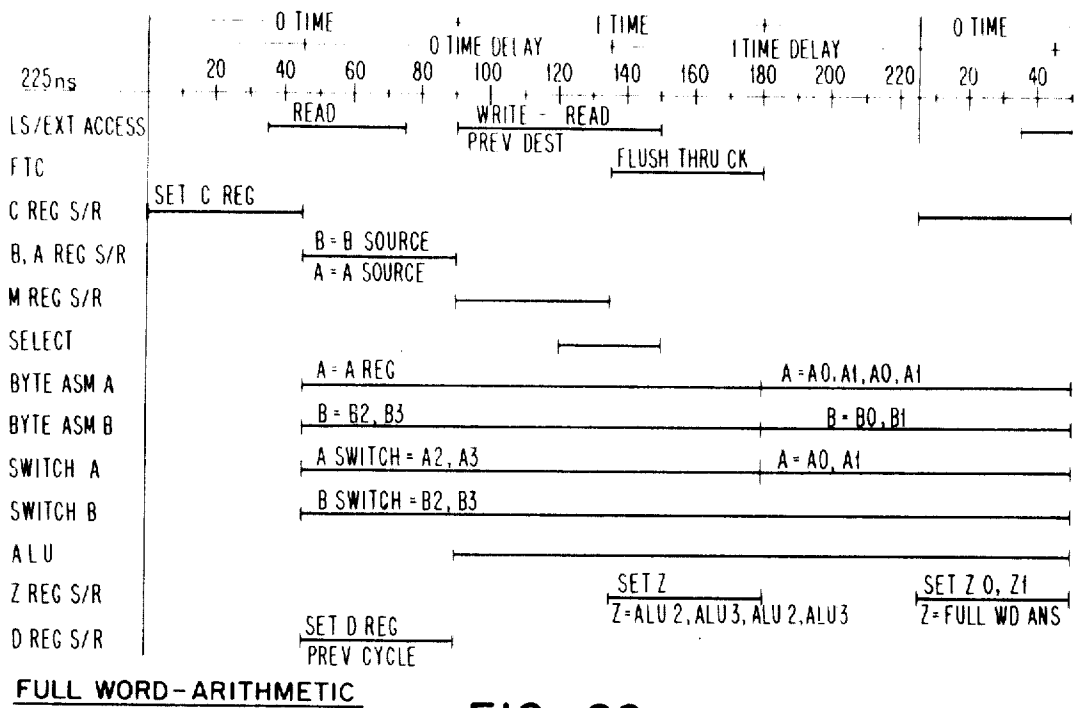 0 TIME 1 TIME 0 TIME
0 TIME DELAY 1 TIME DELAY
225ns 20 40 60 80 100 120 140 160 180 200 220 20 40
LS/EXT ACCESS READ WRITE - READ
PREV DEST
FTC FLUSH THRU CK
C REG S/R SET C REG
B, A REG S/R B = B SOURCE
A = A SOURCE
M REG S/R
SELECT
BYTE ASM A A = A REG A = A0, A1, A0, A1
BYTE ASM B B = B2, B3 B = B0, B1
SWITCH A A SWITCH = A2, A3 A = A0, A1
SWITCH B B SWITCH = B2, B3
ALU
Z REG S/R SET Z SET Z 0, Z1
Z=ALU 2, ALU3, ALU 2, ALU3 Z=FULL WD ANS
D REG S/R SET D REG
PREV CYCLE
FULL WORD-ARITHMETIC